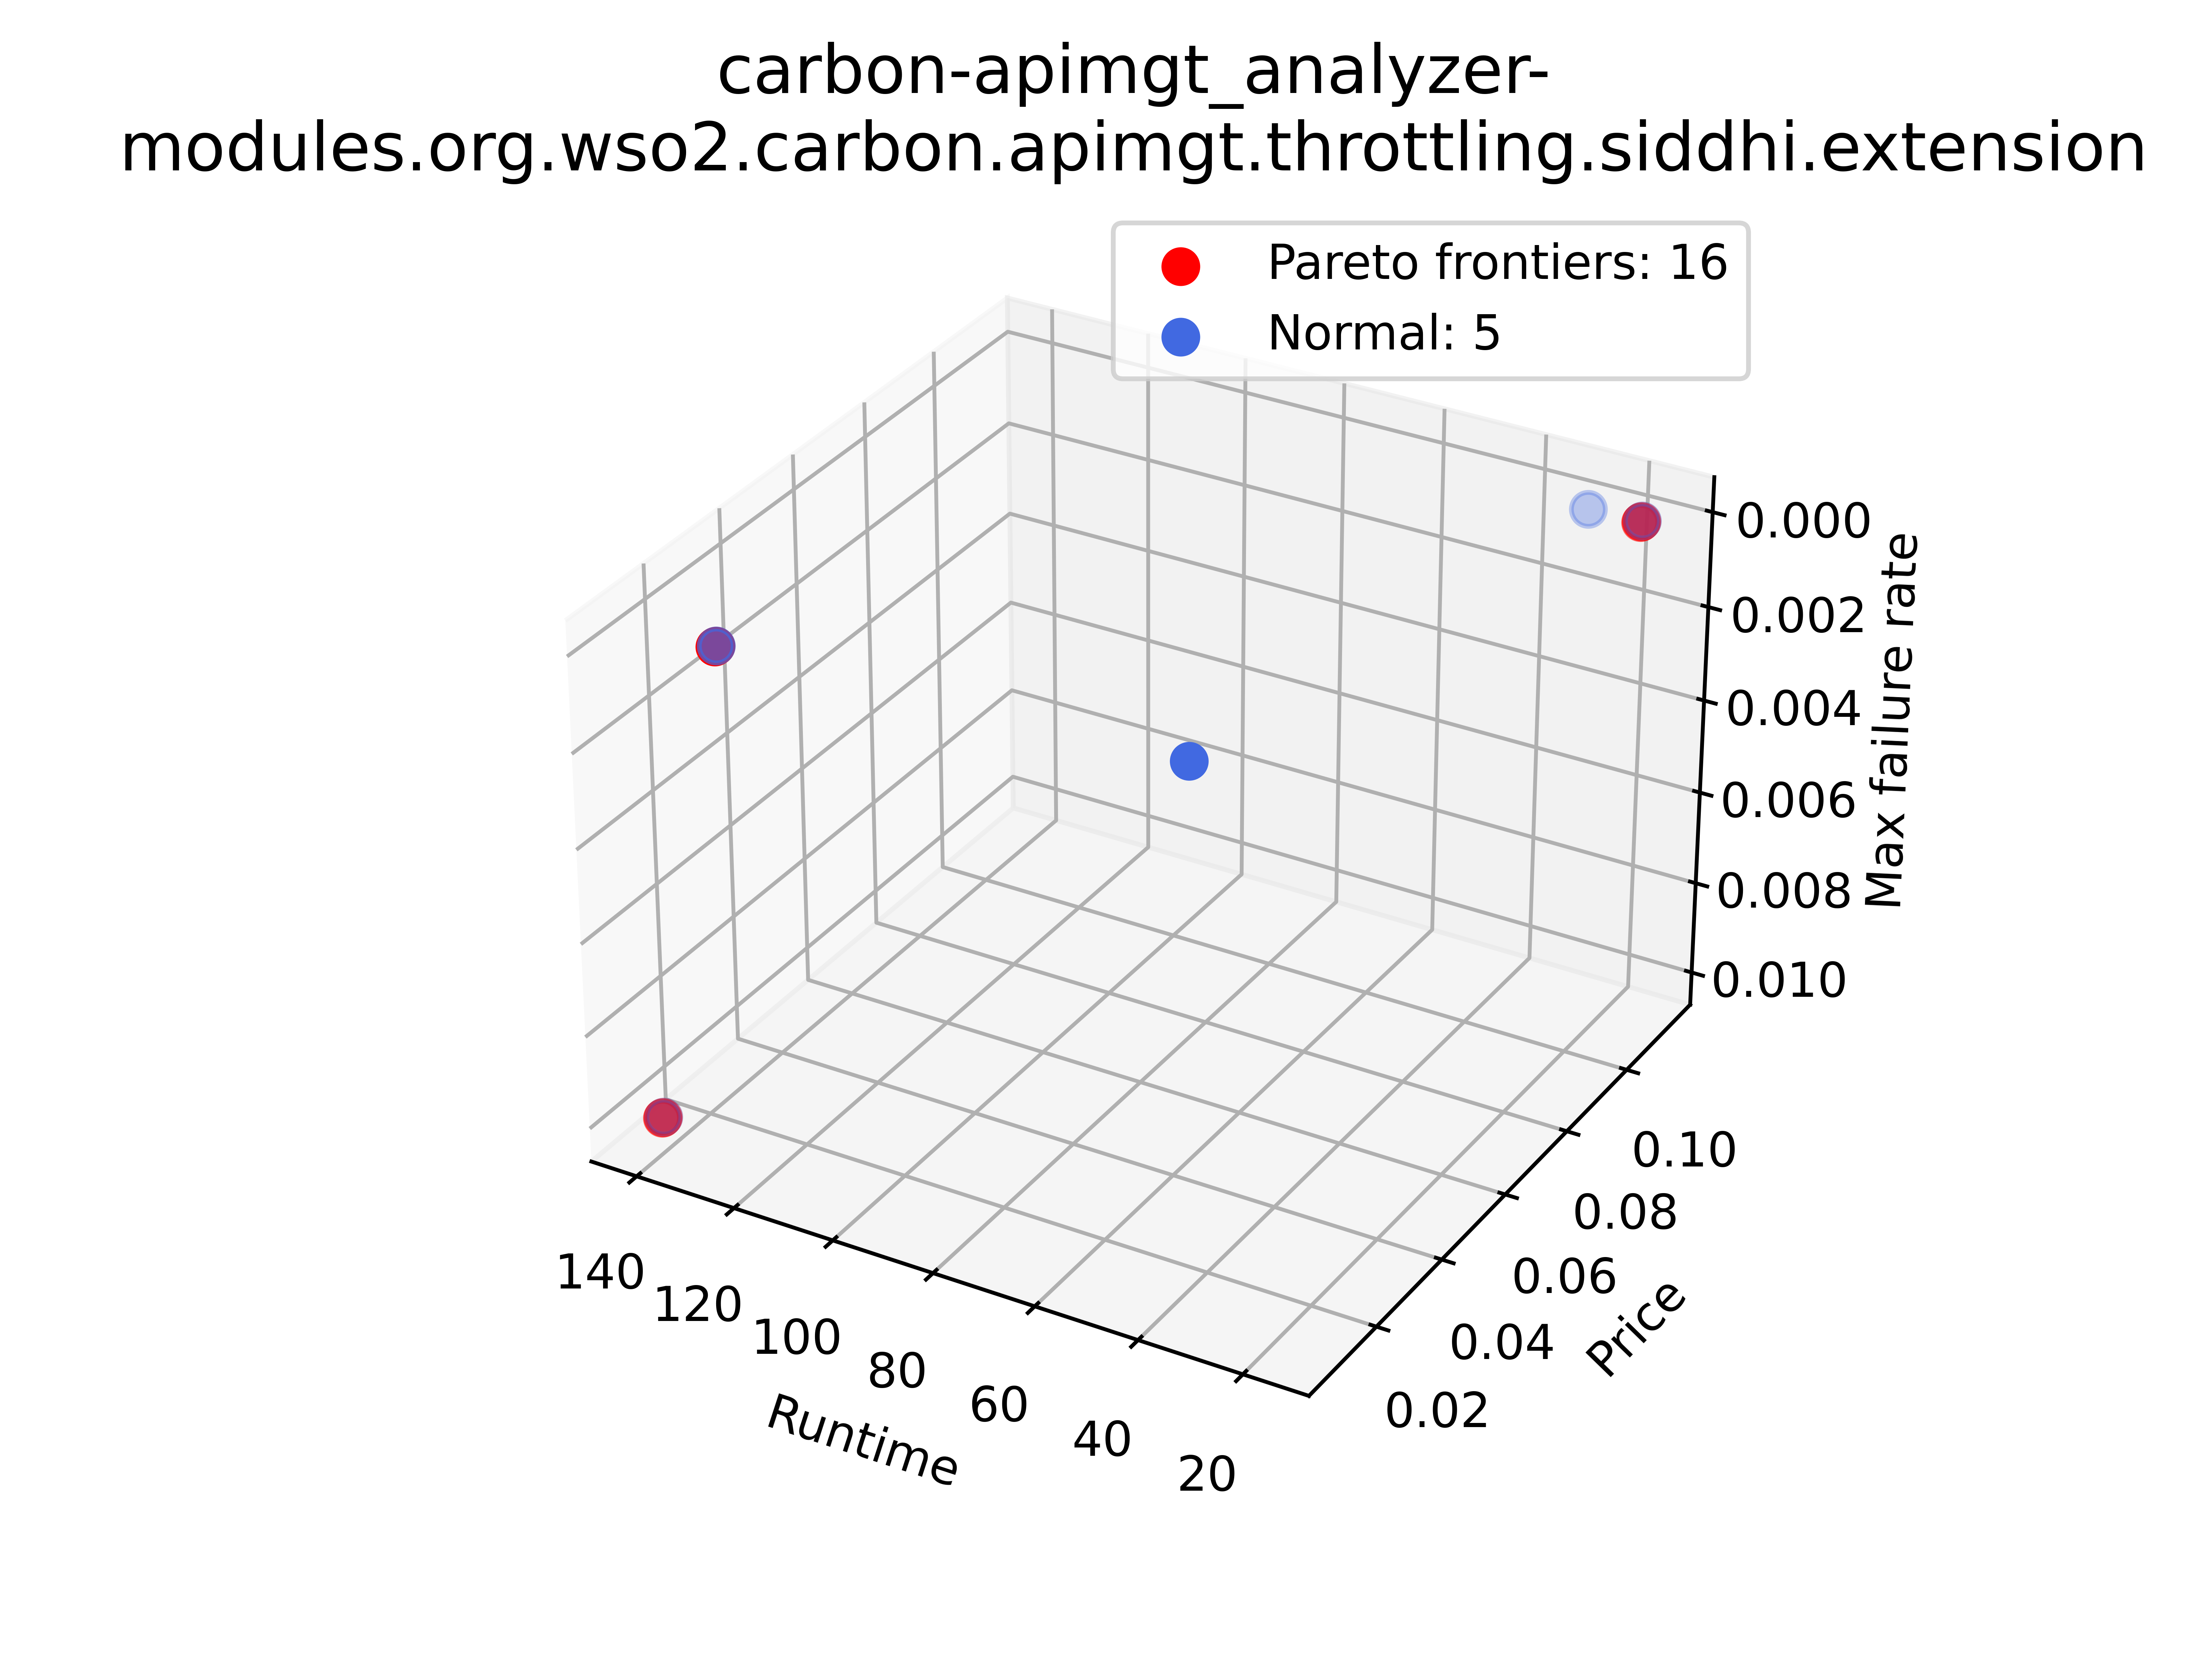 carbon-apimgt_analyzer-
modules.org.wso2.carbon.apimgt.throttling.siddhi.extension
Pareto frontiers: 16
Normal: 5
0.000
0.002
0.004
0.006
0.008
0.010
Max failure rate
0.10
0.08
0.06
0.04
0.02
Price
140
120
100
80
60
40
20
Runtime